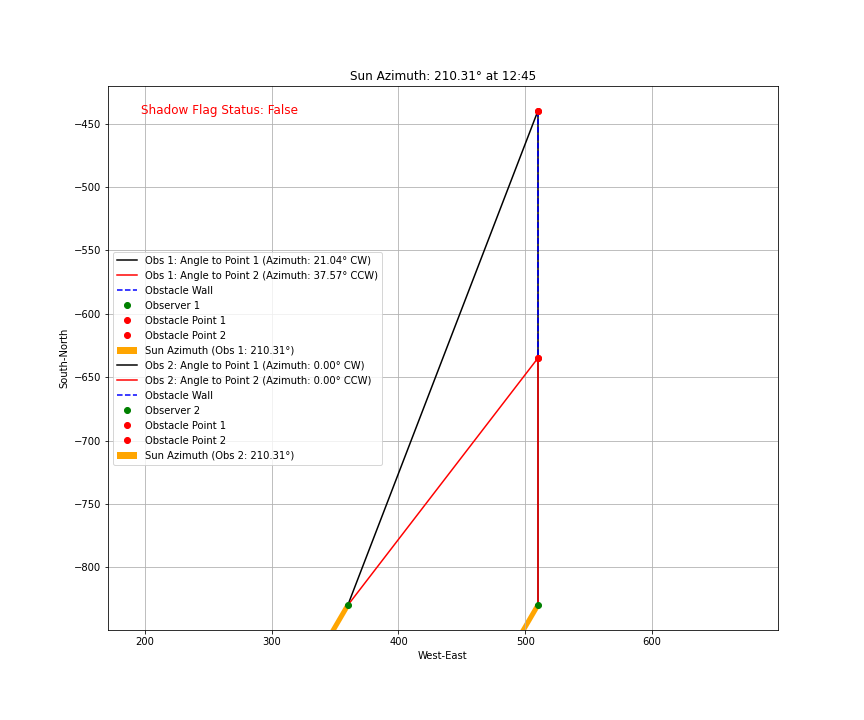 Sun Azimuth: 210.31° at 12:45
Shadow Flag Status: False
−450
−500
−550
−600
−650
−700
−750
−800
South-North
Obs 1: Angle to Point 1 (Azimuth: 21.04° CW)
Obs 1: Angle to Point 2 (Azimuth: 37.57° CCW)
Obstacle Wall
Observer 1
Obstacle Point 1
Obstacle Point 2
Sun Azimuth (Obs 1: 210.31°)
Obs 2: Angle to Point 1 (Azimuth: 0.00° CW)
Obs 2: Angle to Point 2 (Azimuth: 0.00° CCW)
Obstacle Wall
Observer 2
Obstacle Point 1
Obstacle Point 2
Sun Azimuth (Obs 2: 210.31°)
200
300
400
500
600
West-East